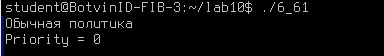 student@BotvinID-FIB-3:~/lab10$ ./6_61
Обычная политика
Priority = 0